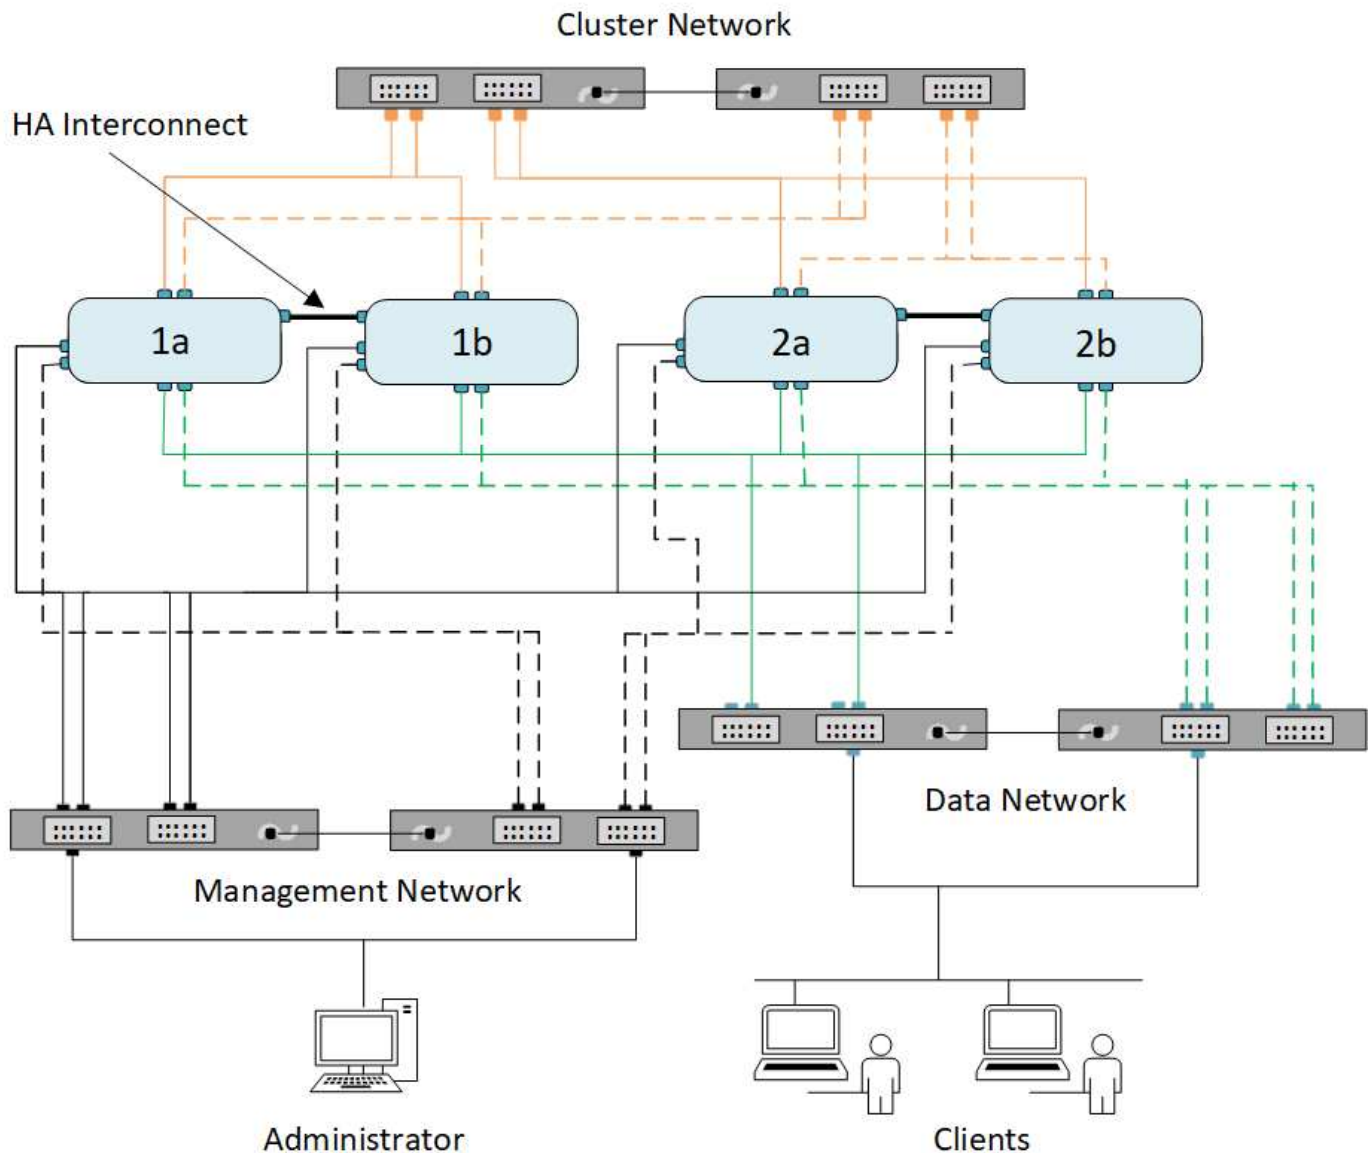 Cluster Network
HA Interconnect
1a
1b
2a
2b
Data Network
Management Network
Administrator
Clients